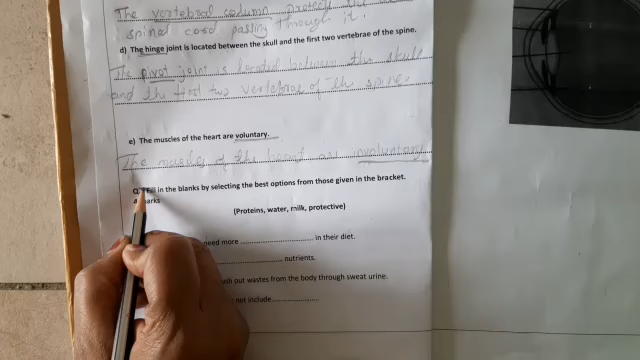 The vertebral column protect the
spinal cord passing through it.
d) The hinge joint is located between the skull and the first two vertebrae of the spine.
The pivot joint is located between the skull
and the first two vertebrae of the spine.
e) The muscles of the heart are voluntary.
The muscles of the heart are involuntary
Fill in the blanks by selecting the best options from those given in the bracket.
marks
(Proteins, water, milk, protective)
need more ........................ in their diet.
........................ nutrients.
ush out wastes from the body through sweat urine.
not include................